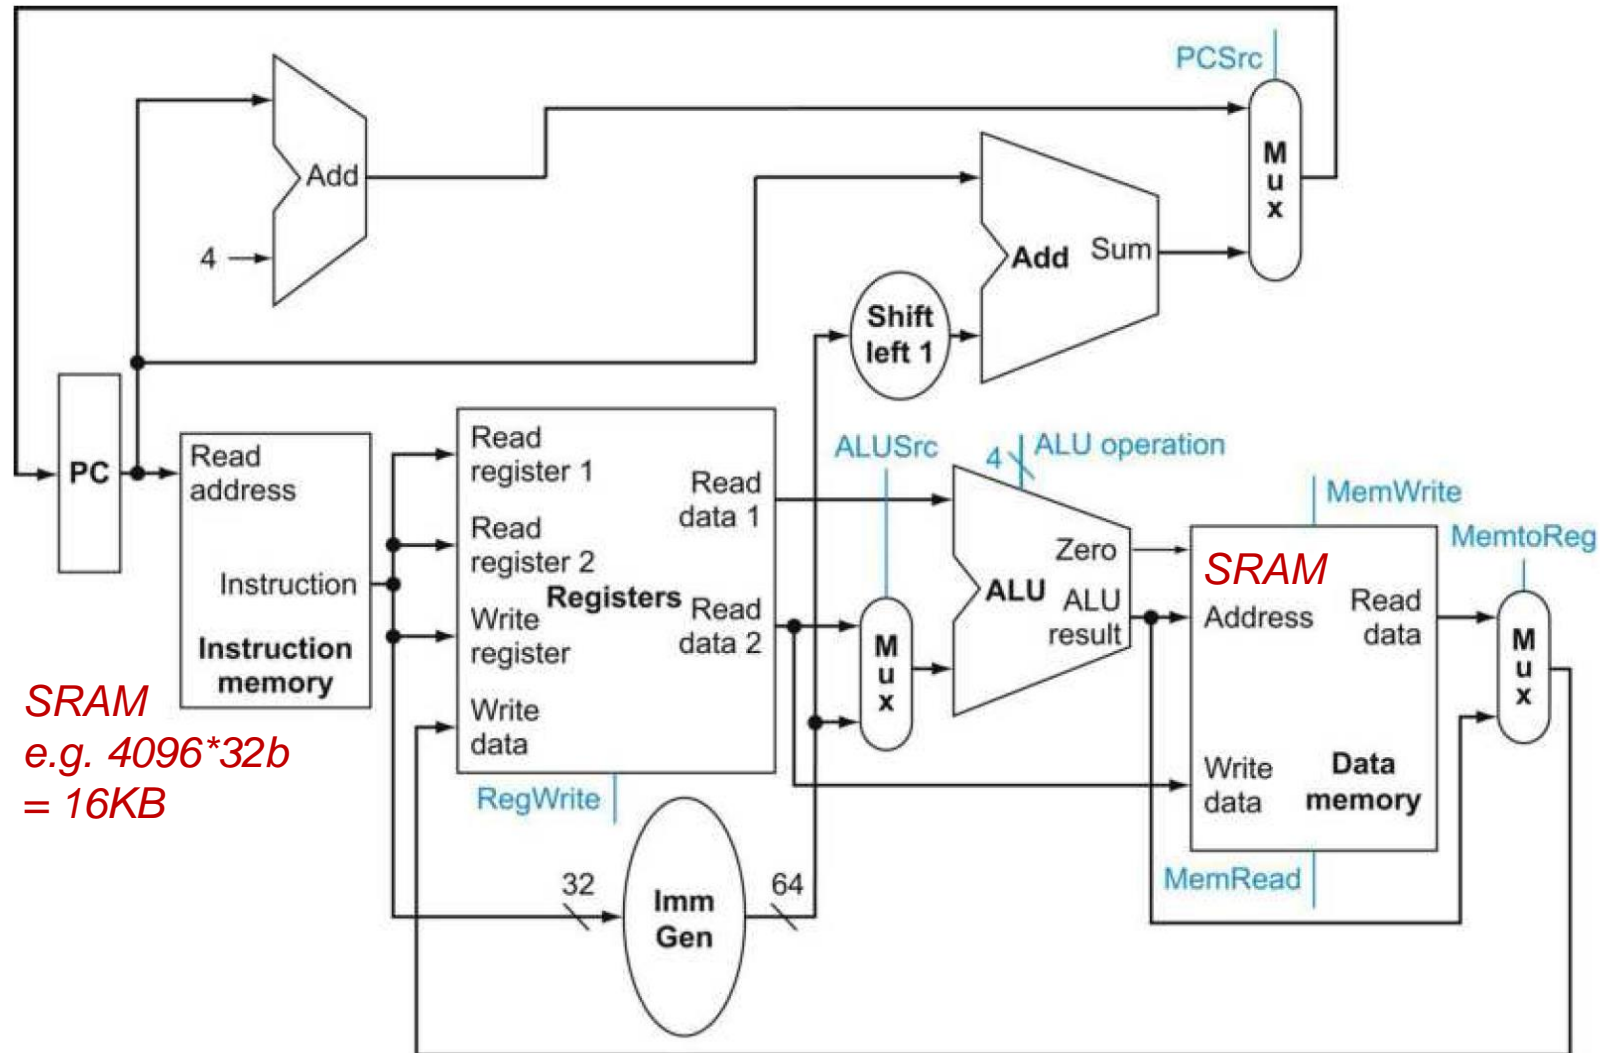 PCSrc
M
u
x
Add
4
Add Sum
Shift
left 1
PC
Read
address
Instruction
Instruction
memory
SRAM
e.g. 4096*32b
= 16KB
Read
register 1
Read
register 2
Registers
Write
register
Write
data
Read
data 1
Read
data 2
RegWrite
32
Imm
Gen
64
ALUSrc
M
u
x
4
ALU operation
Zero
ALU
ALU
result
MemWrite
SRAM
Address
Read
data
Write
data
Data
memory
MemRead
MemtoReg
M
u
x